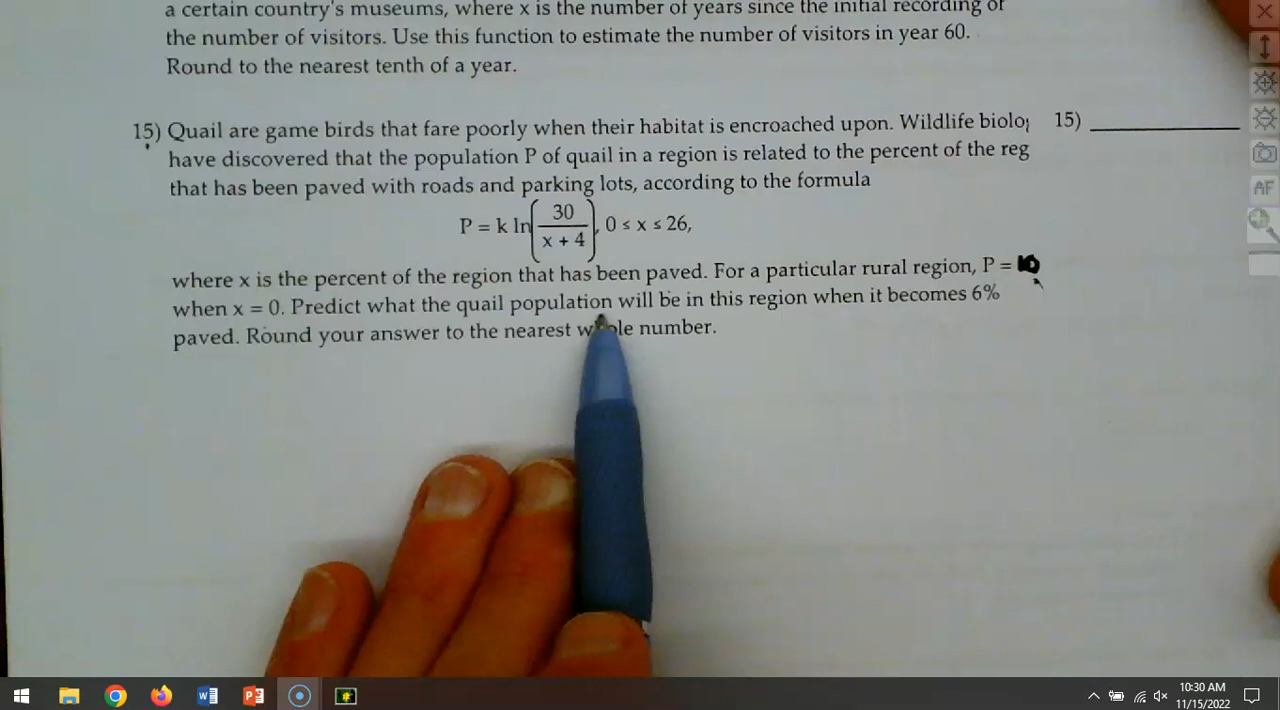 a certain country's museums, where x is the number of years since the initial recording of
the number of visitors. Use this function to estimate the number of visitors in year 60.
Round to the nearest tenth of a year.
15) Quail are game birds that fare poorly when their habitat is encroached upon. Wildlife biolo 15)
have discovered that the population P of quail in a region is related to the percent of the reg
that has been paved with roads and parking lots, according to the formula
P = k ln(30/(x + 4)), 0 ≤ x ≤ 26,
where x is the percent of the region that has been paved. For a particular rural region, P = 10
when x = 0. Predict what the quail population will be in this region when it becomes 6%
paved. Round your answer to the nearest whole number.
AF
10:30 AM
11/15/2022